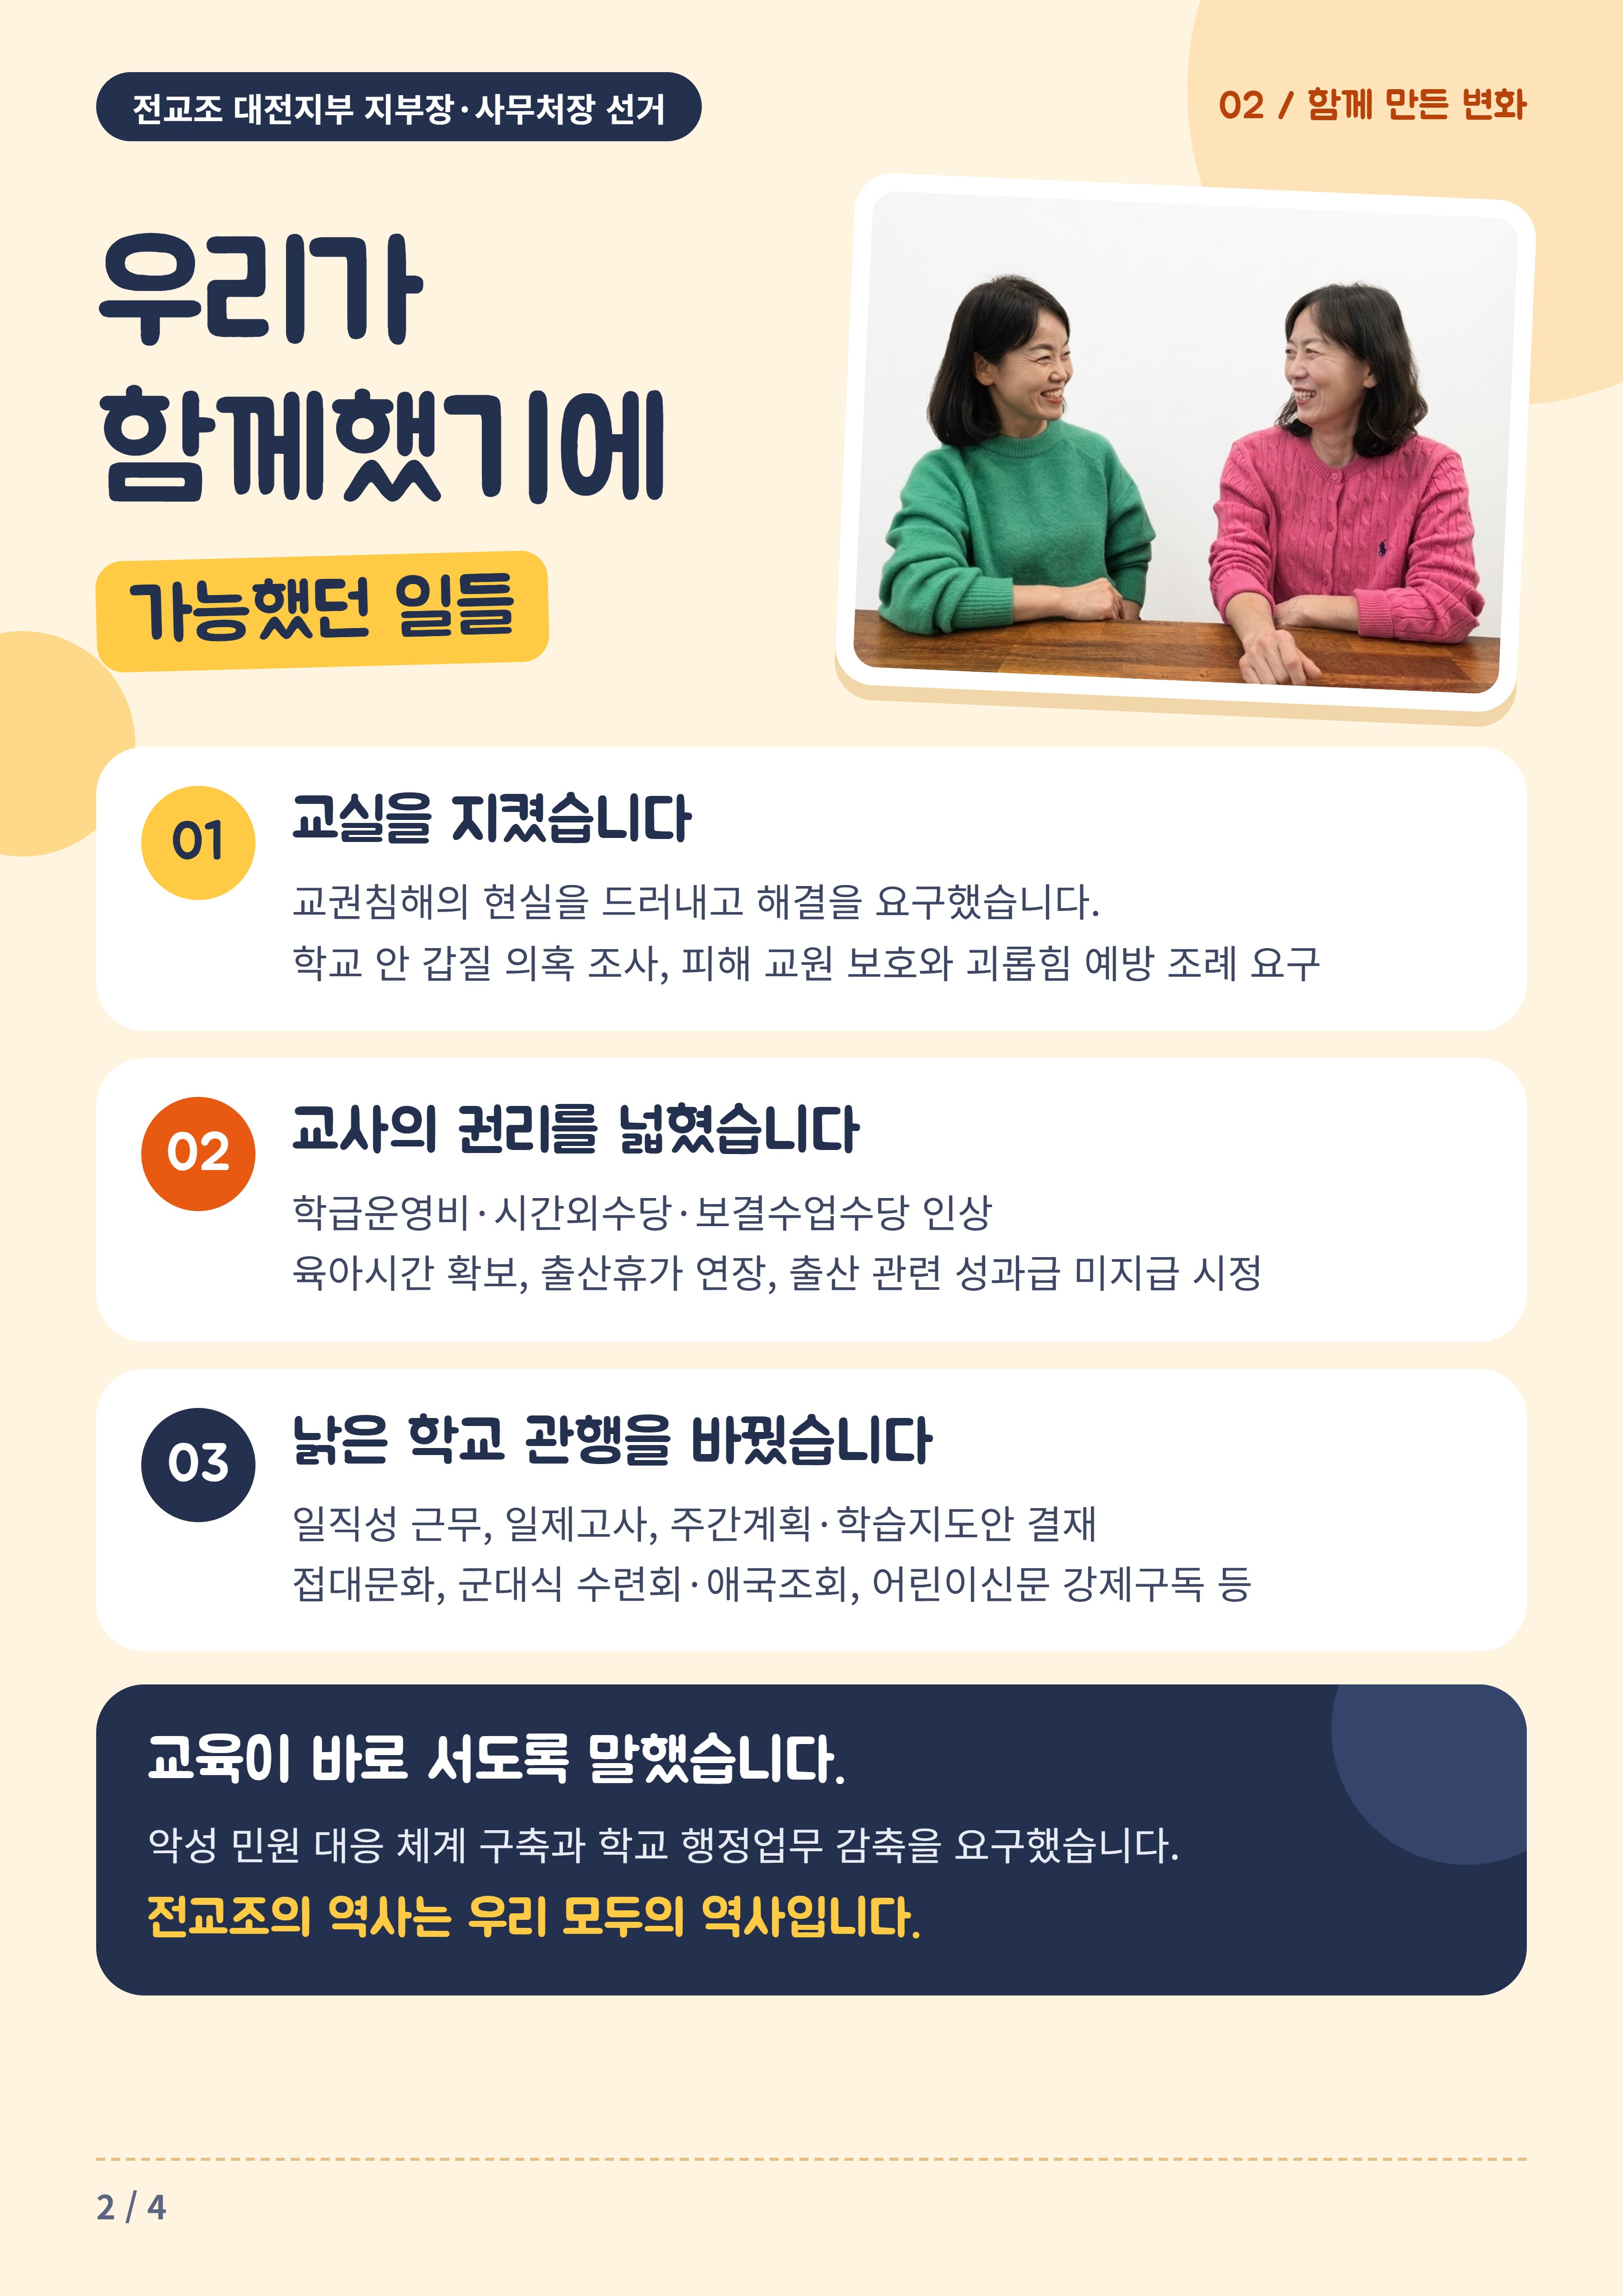 전교조 대전지부 지부장·사무처장 선거
02 / 함께 만든 변화
우리가
함께했기에
가능했던 일들
01
교실을 지켰습니다
교권침해의 현실을 드러내고 해결을 요구했습니다.
학교 안 갑질 의혹 조사, 피해 교원 보호와 괴롭힘 예방 조례 요구
02
교사의 권리를 넓혔습니다
학급운영비·시간외수당·보결수업수당 인상
육아시간 확보, 출산휴가 연장, 출산 관련 성과급 미지급 시정
03
낡은 학교 관행을 바꿨습니다
일직성 근무, 일제고사, 주간계획·학습지도안 결재
접대문화, 군대식 수련회·애국조회, 어린이신문 강제구독 등
교육이 바로 서도록 말했습니다.
악성 민원 대응 체계 구축과 학교 행정업무 감축을 요구했습니다.
전교조의 역사는 우리 모두의 역사입니다.
2 / 4